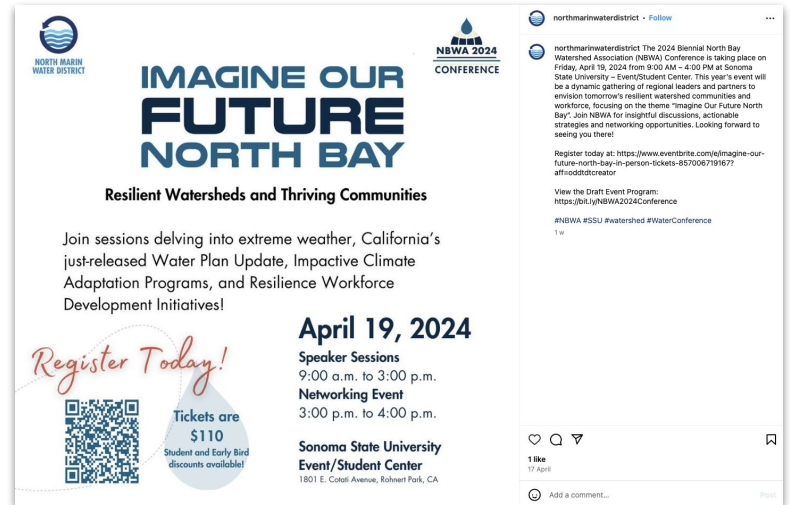 NORTH MARIN
WATER DISTRICT
NBWA 2024
CONFERENCE
IMAGINE OUR
FUTURE
NORTH BAY
Resilient Watersheds and Thriving Communities
Join sessions delving into extreme weather, California's
just-released Water Plan Update, Impactive Climate
Adaptation Programs, and Resilience Workforce
Development Initiatives!
Register Today!
Tickets are
$110
Student and Early Bird
discounts available!
April 19, 2024
Speaker Sessions
9:00 a.m. to 3:00 p.m.
Networking Event
3:00 p.m. to 4:00 p.m.
Sonoma State University
Event/Student Center
1801 E. Cotati Avenue, Rohnert Park, CA
northmarinwaterdistrict • Follow
northmarinwaterdistrict The 2024 Biennial North Bay
Watershed Association (NBWA) Conference is taking place on
Friday, April 19, 2024 from 9:00 AM – 4:00 PM at Sonoma
State University – Event/Student Center. This year's event will
be a dynamic gathering of regional leaders and partners to
envision tomorrow's resilient watershed communities and
workforce, focusing on the theme "Imagine Our Future North
Bay". Join NBWA for insightful discussions, actionable
strategies and networking opportunities. Looking forward to
seeing you there!
Register today at: https://www.eventbrite.com/e/imagine-our-
future-north-bay-in-person-tickets-857006719167?
aff=oddtdtcreator
View the Draft Event Program:
https://bit.ly/NBWA2024Conference
#NBWA #SSU #watershed #WaterConference
1 w
1 like
17 April
Add a comment...
Post